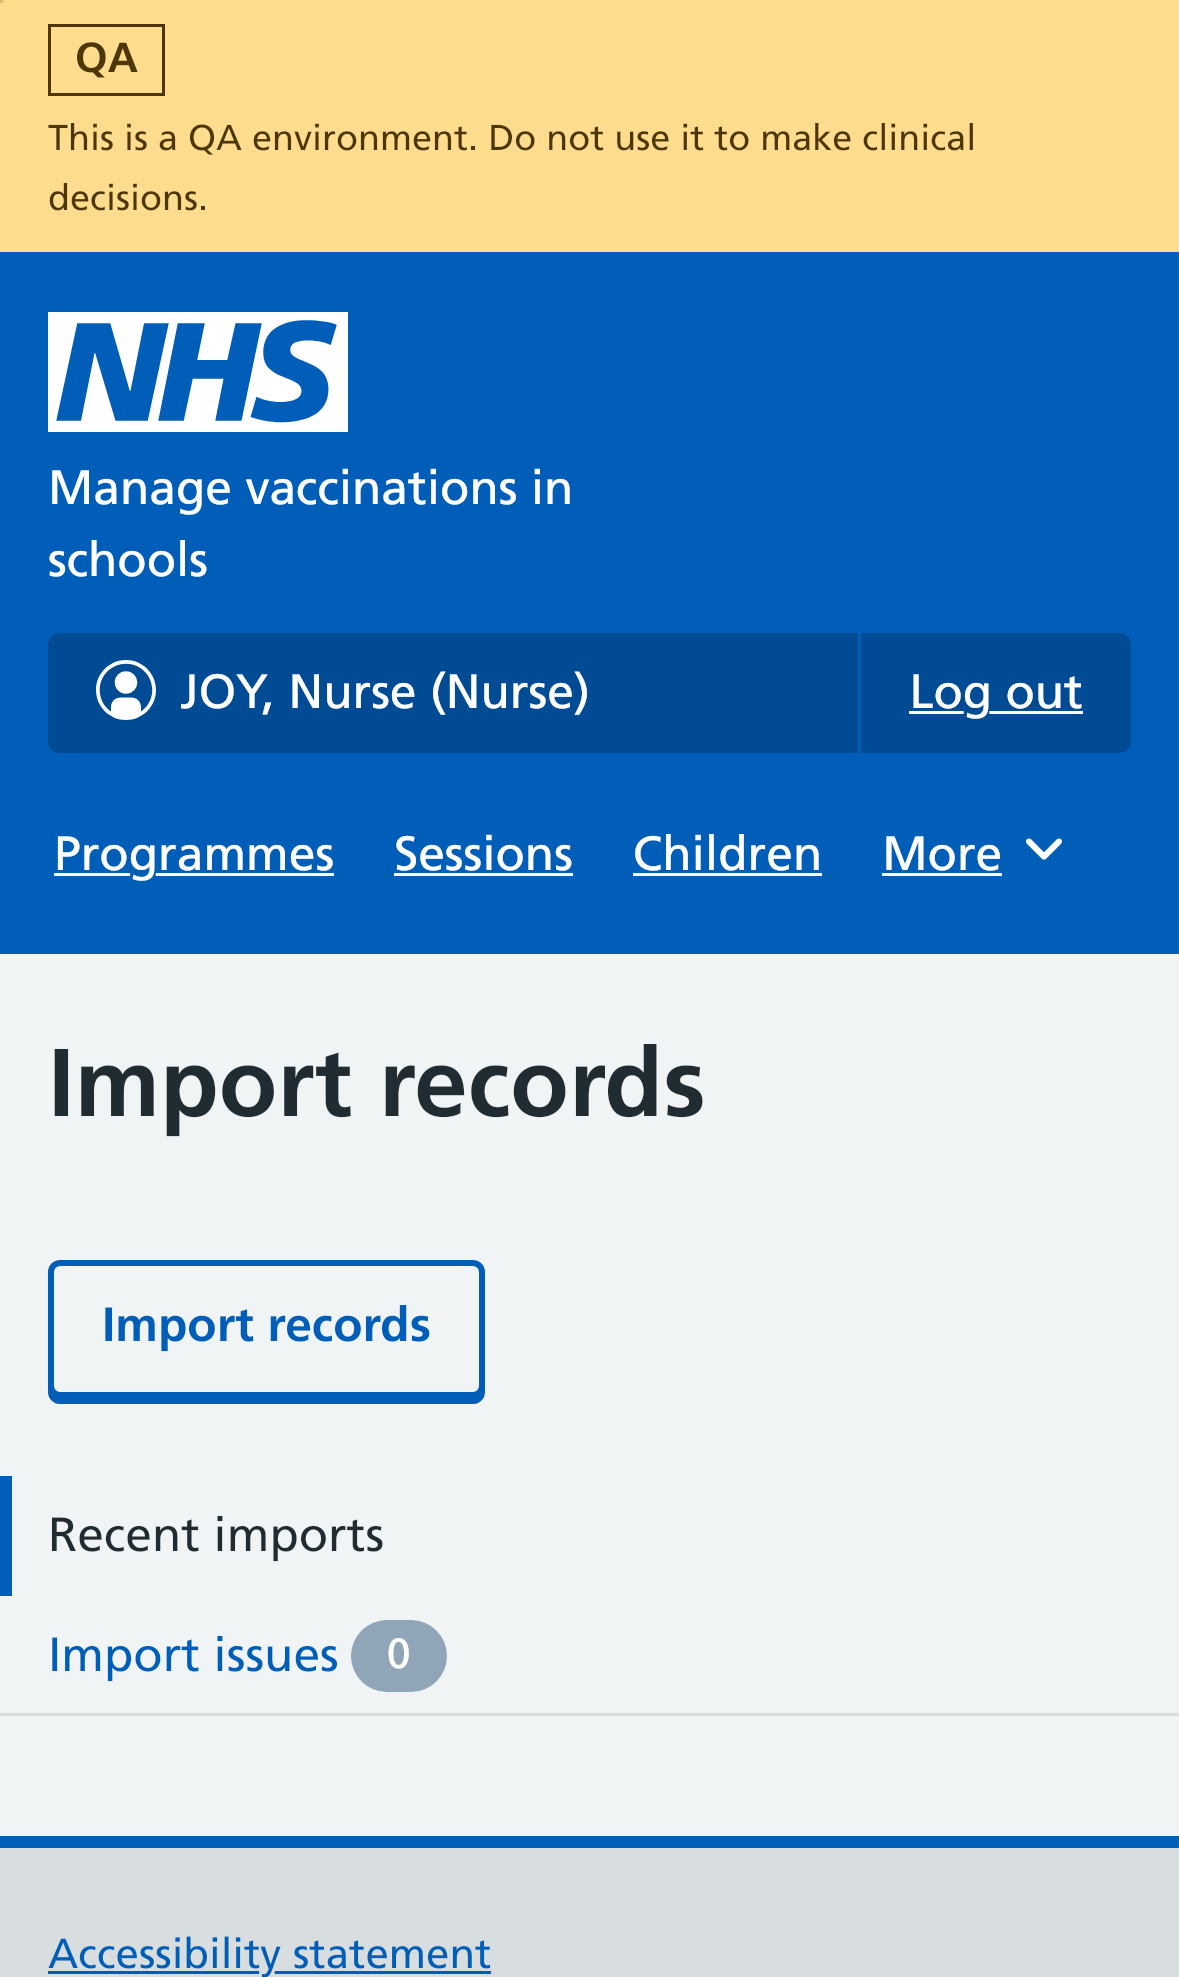 QA
This is a QA environment. Do not use it to make clinical
decisions.
NHS
Manage vaccinations in
schools
JOY, Nurse (Nurse)
Log out
Programmes Sessions Children More
Import records
Import records
Recent imports
Import issues 0
Accessibility statement